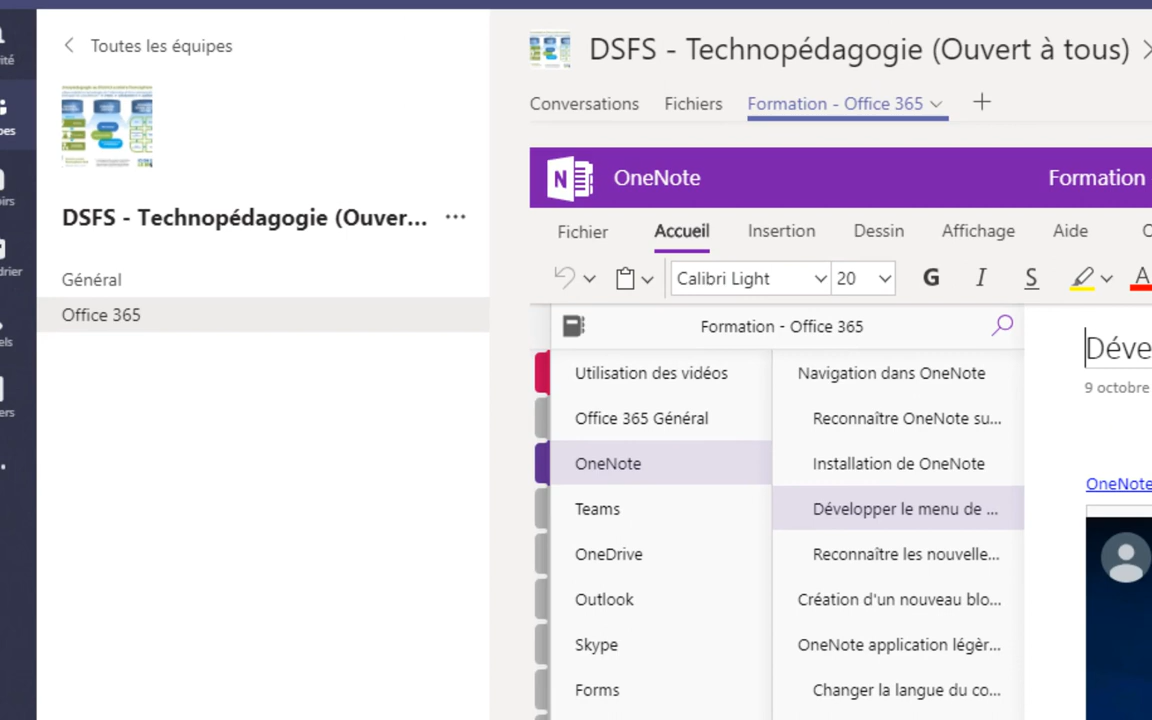 Toutes les équipes
DSFS - Technopédagogie (Ouver... ...
Général
Office 365
DSFS - Technopédagogie (Ouvert à tous)
Conversations Fichiers Formation - Office 365
N OneNote Formation -
Fichier Accueil Insertion Dessin Affichage Aide
Calibri Light 20 G I S A
Formation - Office 365
Utilisation des vidéos
Office 365 Général
OneNote
Teams
OneDrive
Outlook
Skype
Forms
Navigation dans OneNote
Reconnaître OneNote su...
Installation de OneNote
Développer le menu de ...
Reconnaître les nouvelle...
Création d'un nouveau blo...
OneNote application légèr...
Changer la langue du co...
Déve
9 octobre
OneNote